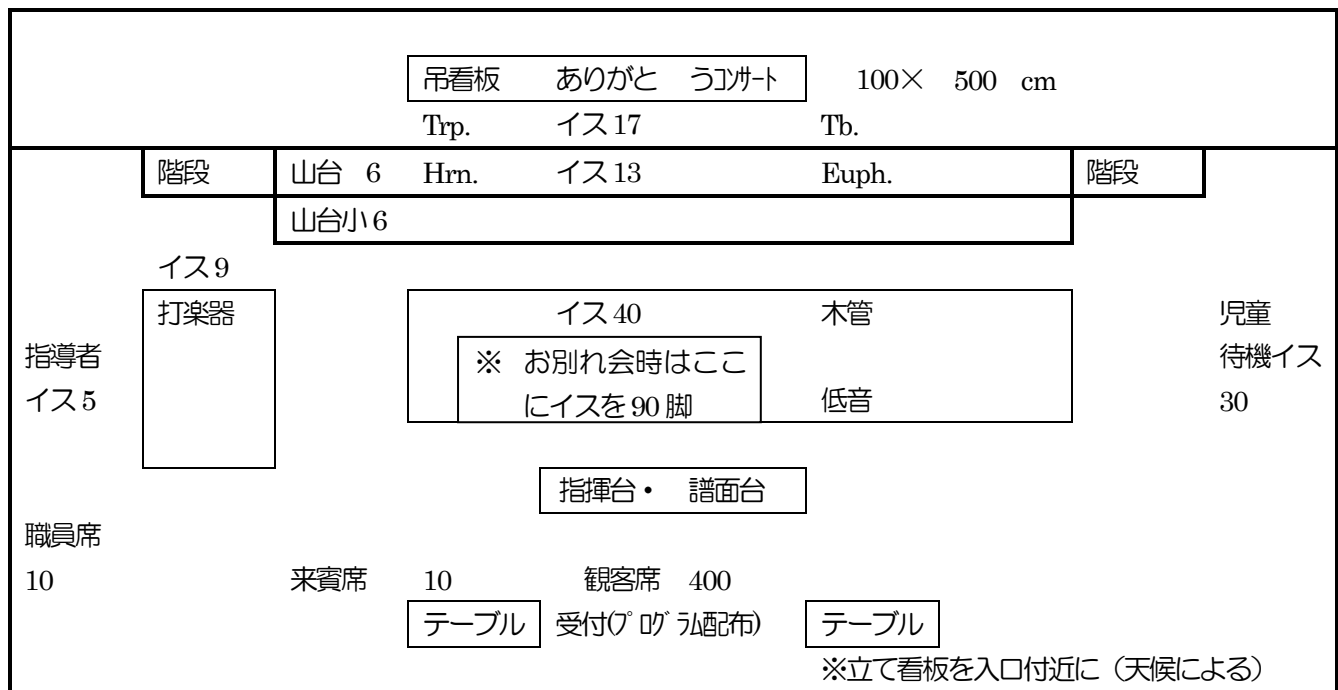 吊看板 ありがと うｺﾝｻｰﾄ 100× 500 cm
Trp. イス17 Tb.
階段 山台 6 Hrn. イス13 Euph. 階段
山台小6
イス9
打楽器 イス40 木管 児童
指導者 ※ お別れ会時はここ 待機イス
イス5 にイスを90脚 低音 30
指揮台・ 譜面台
職員席
10 来賓席 10 観客席 400
テーブル 受付(ﾌﾟﾛｸﾞﾗﾑ配布) テーブル
※立て看板を入口付近に（天候による）